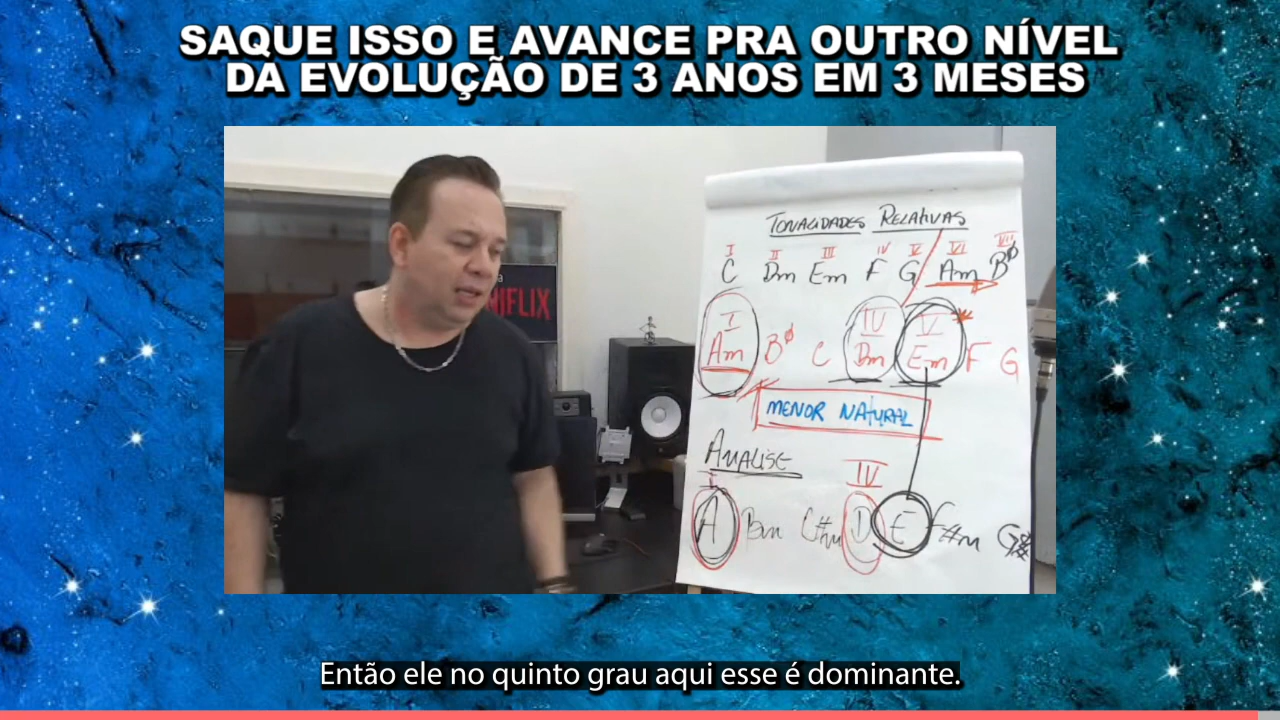 SAQUE ISSO E AVANCE PRA OUTRO NÍVEL
DA EVOLUÇÃO DE 3 ANOS EM 3 MESES
TONALIDADES RELATIVAS
I II III IV V VI VII
C Dm Em F G Am Bø
I IV V
Am Bø C Dm Em F G
MENOR NATURAL
ANALISE
I IV
A Bm C#m D E F#m G#
Então ele no quinto grau aqui esse é dominante.